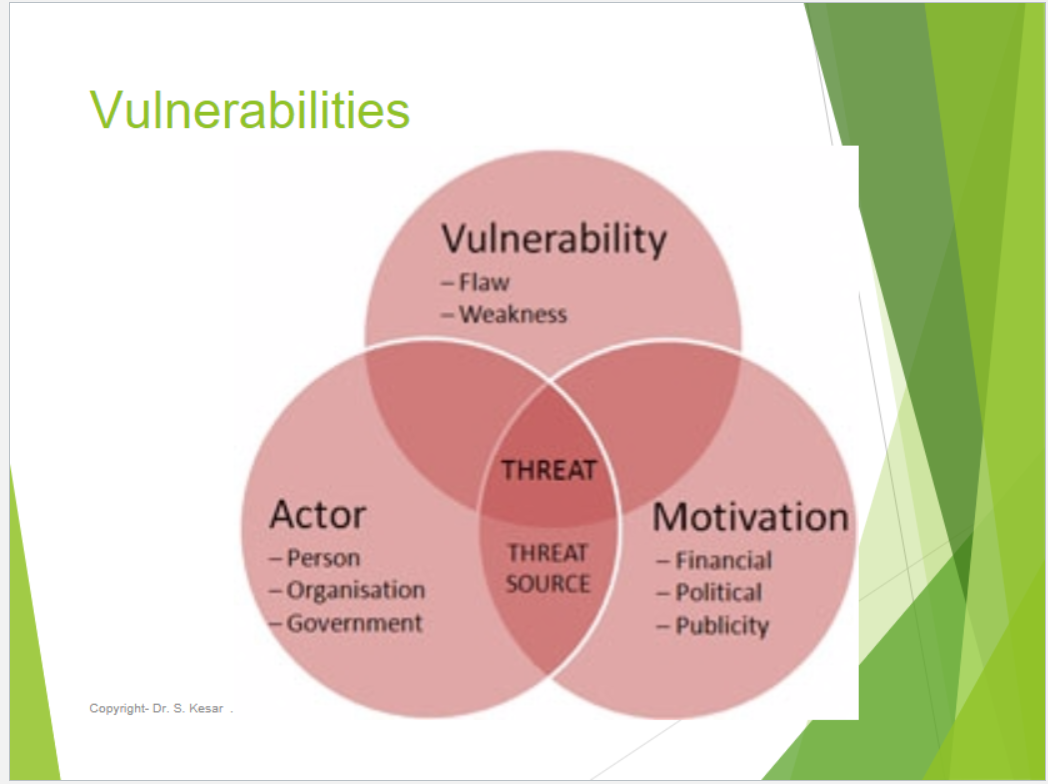 Vulnerabilities
Vulnerability
– Flaw
– Weakness
THREAT
Actor
– Person
– Organisation
– Government
THREAT
SOURCE
Motivation
– Financial
– Political
– Publicity
Copyright- Dr. S. Kesar .